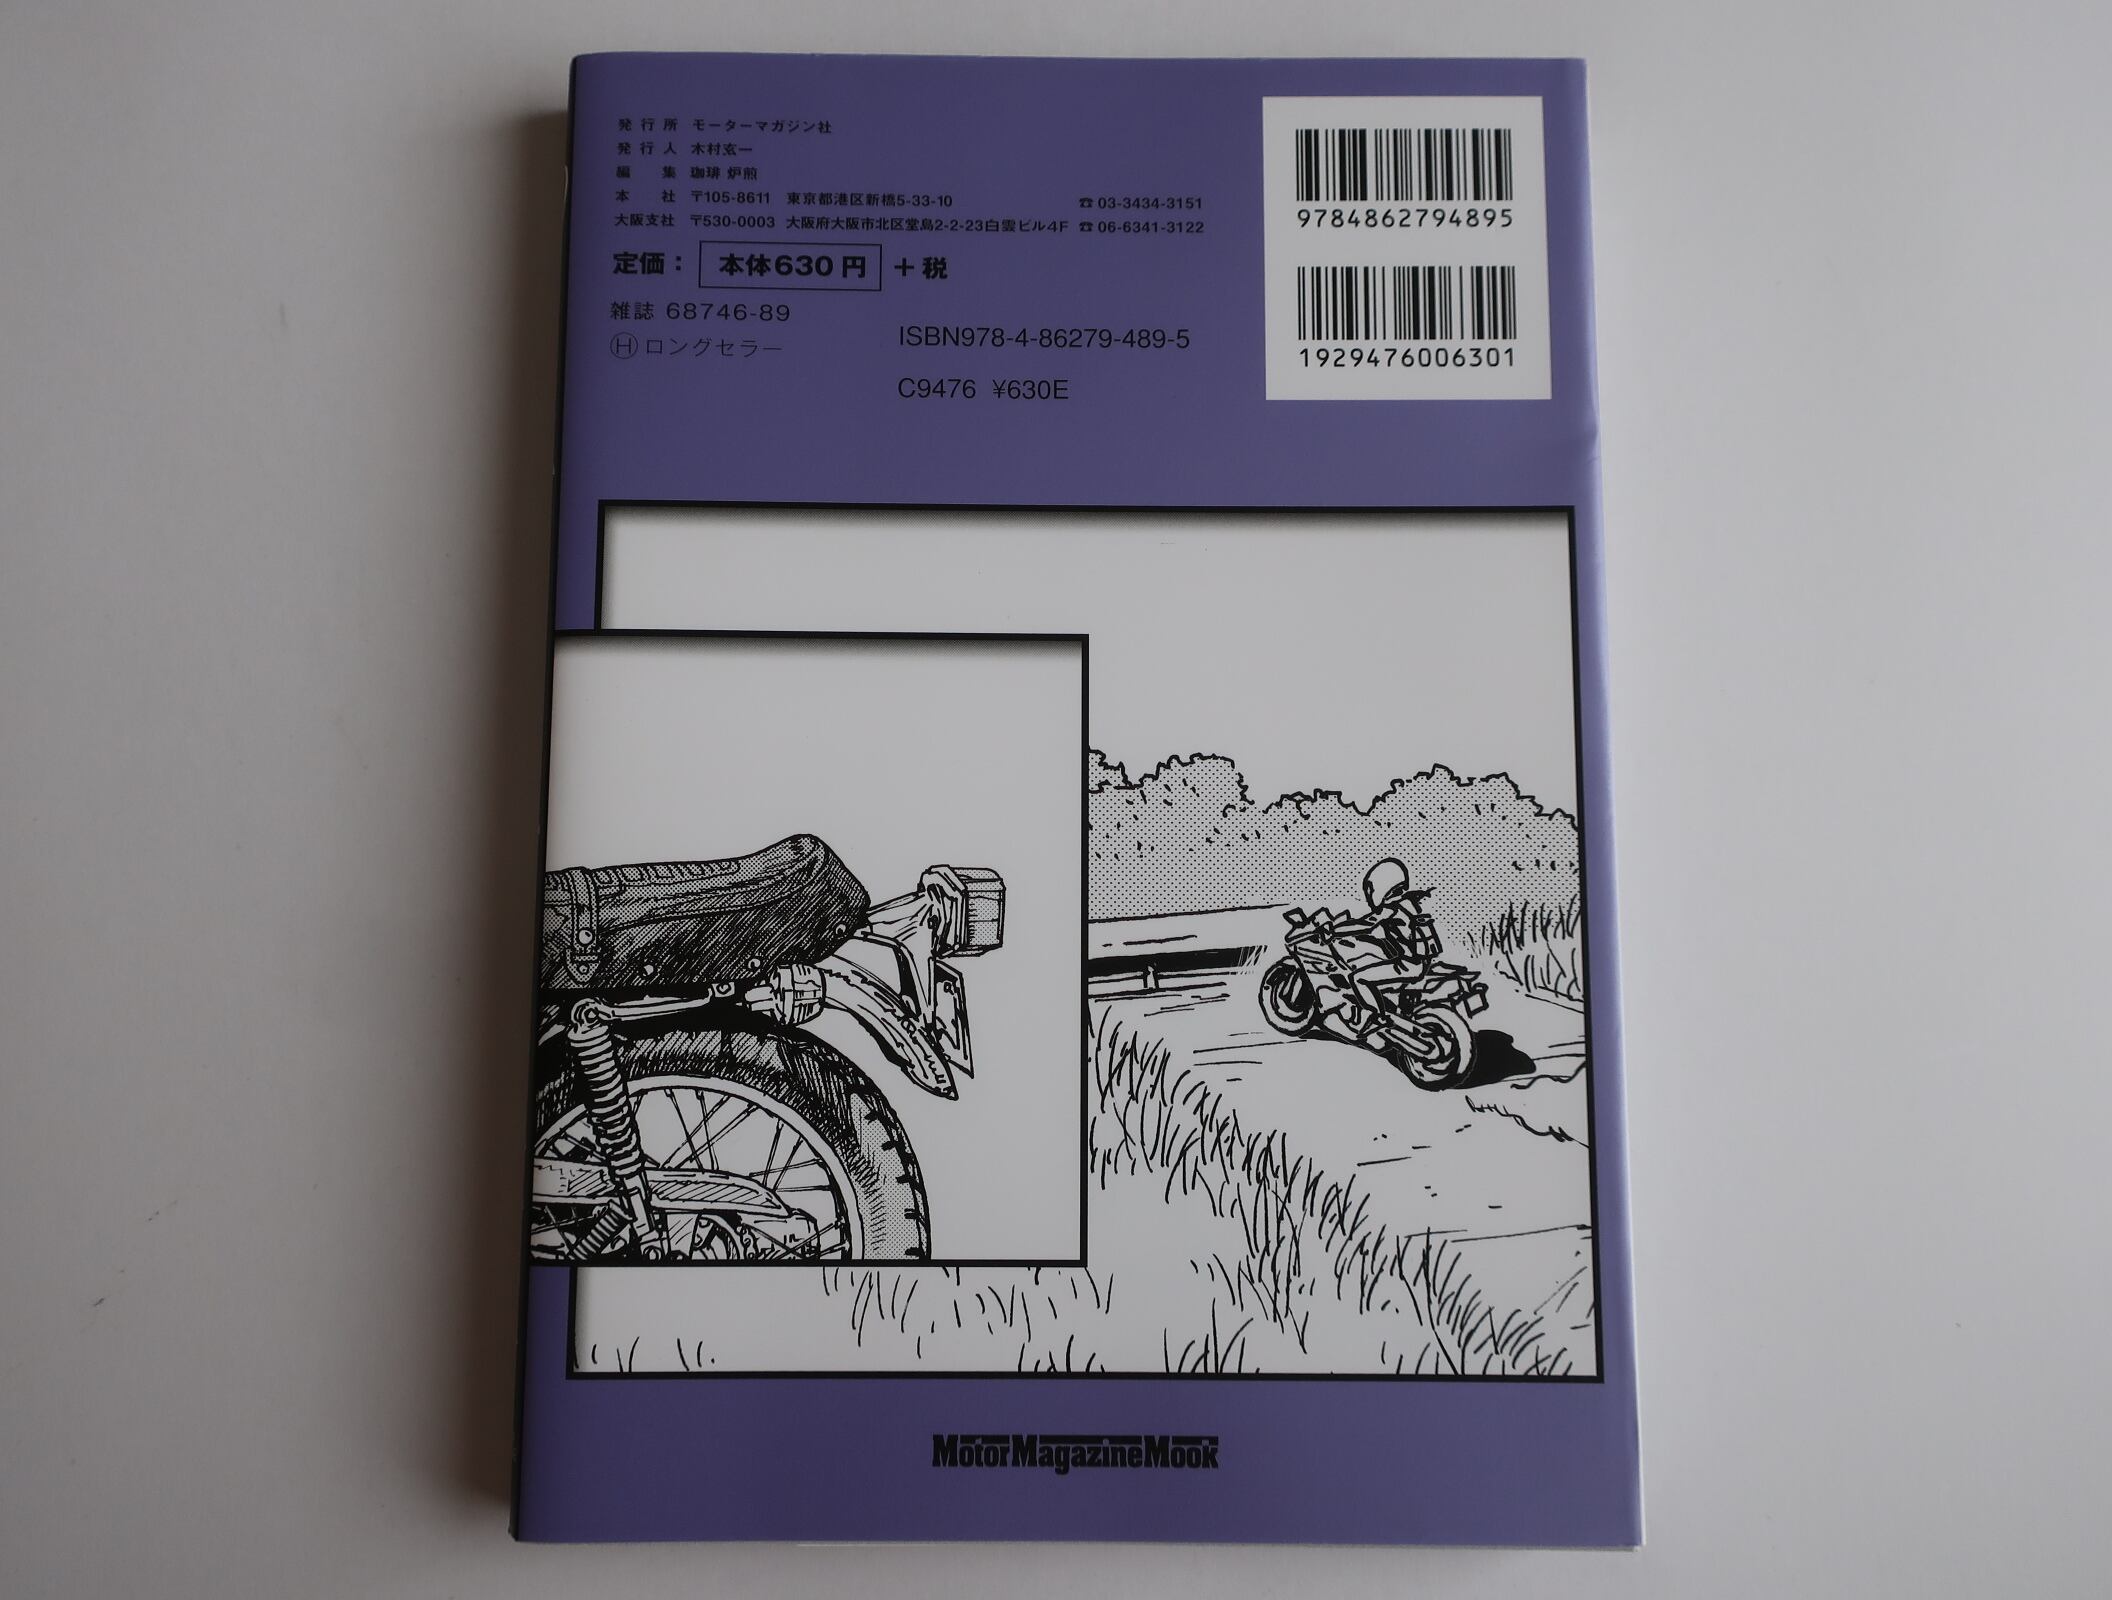 発行所 モーターマガジン社
発行人 木村玄一
編 集 珈琲 炉煎
本 社 〒105-8611 東京都港区新橋5-33-10 ☎03-3434-3151
大阪支社 〒530-0003 大阪府大阪市北区堂島2-2-23白雲ビル4F ☎06-6341-3122
定価： 本体630円 +税
雑誌 68746-89
Ⓗロングセラー
ISBN978-4-86279-489-5
C9476 ¥630E
9784862794895
1929476006301
MotorMagazineMook